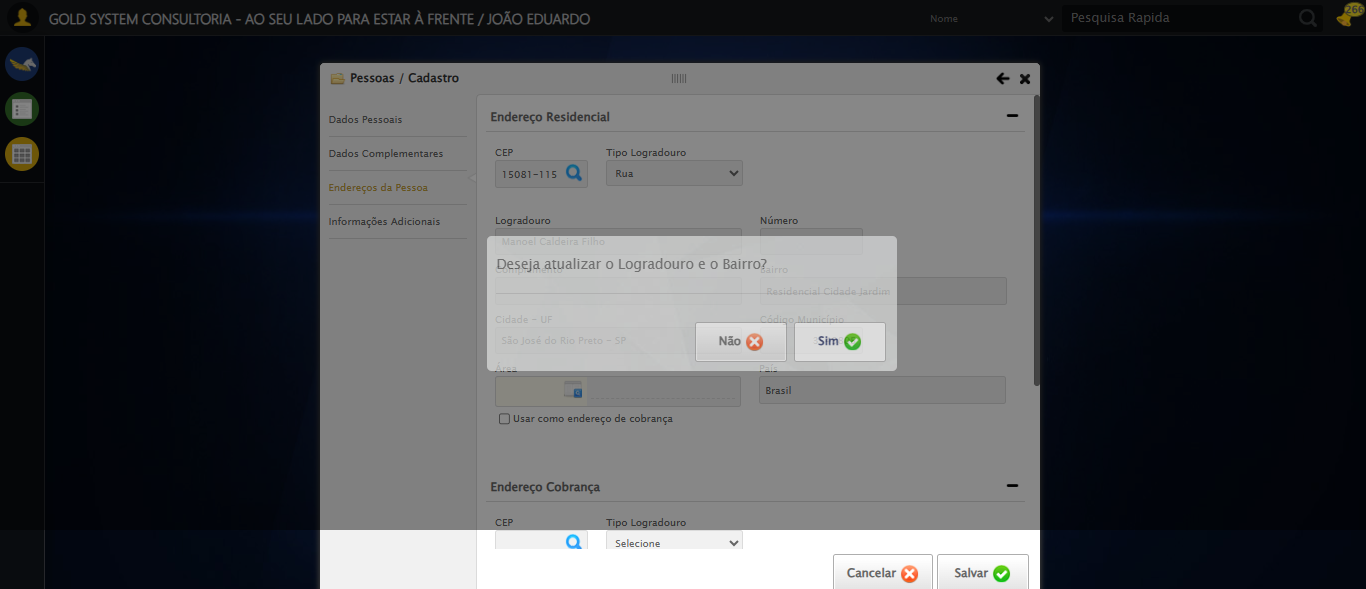 GOLD SYSTEM CONSULTORIA - AO SEU LADO PARA ESTAR À FRENTE / JOÃO EDUARDO
Nome
Pesquisa Rapida
266
Pessoas / Cadastro
Dados Pessoais
Dados Complementares
Endereços da Pessoa
Informações Adicionais
Endereço Residencial
CEP
Tipo Logradouro
15081-115
Rua
Logradouro
Número
Manoel Caldeira Filho
Deseja atualizar o Logradouro e o Bairro?
Complemento
Bairro
Residencial Cidade Jardim
Cidade - UF
Código Município
São José do Rio Preto - SP
Não
Sim
Área
País
Brasil
Usar como endereço de cobrança
Endereço Cobrança
CEP
Tipo Logradouro
Selecione
Cancelar
Salvar